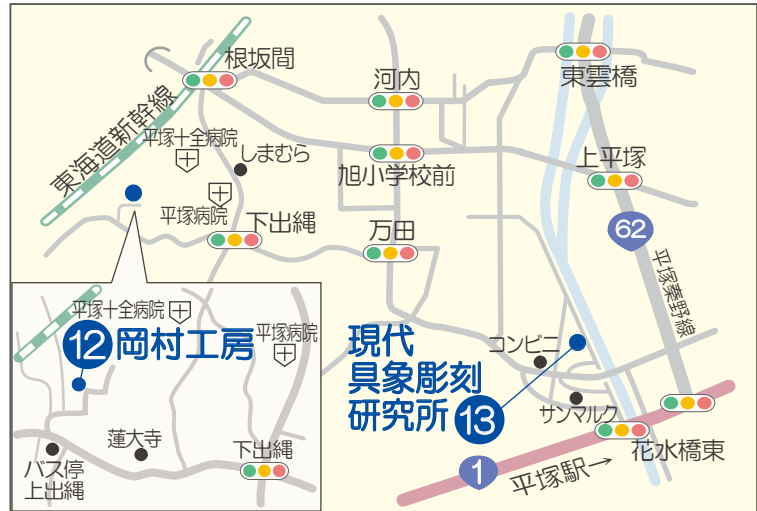 根坂間
河内
東雲橋
東海道新幹線
平塚十全病院
しまむら
旭小学校前
上平塚
平塚病院
下出縄
万田
62
平塚秦野線
平塚十全病院
12 岡村工房
平塚病院
蓮大寺
下出縄
バス停
上出縄
現代
具象彫刻
研究所 13
コンビニ
サンマルク
花水橋東
1
平塚駅→